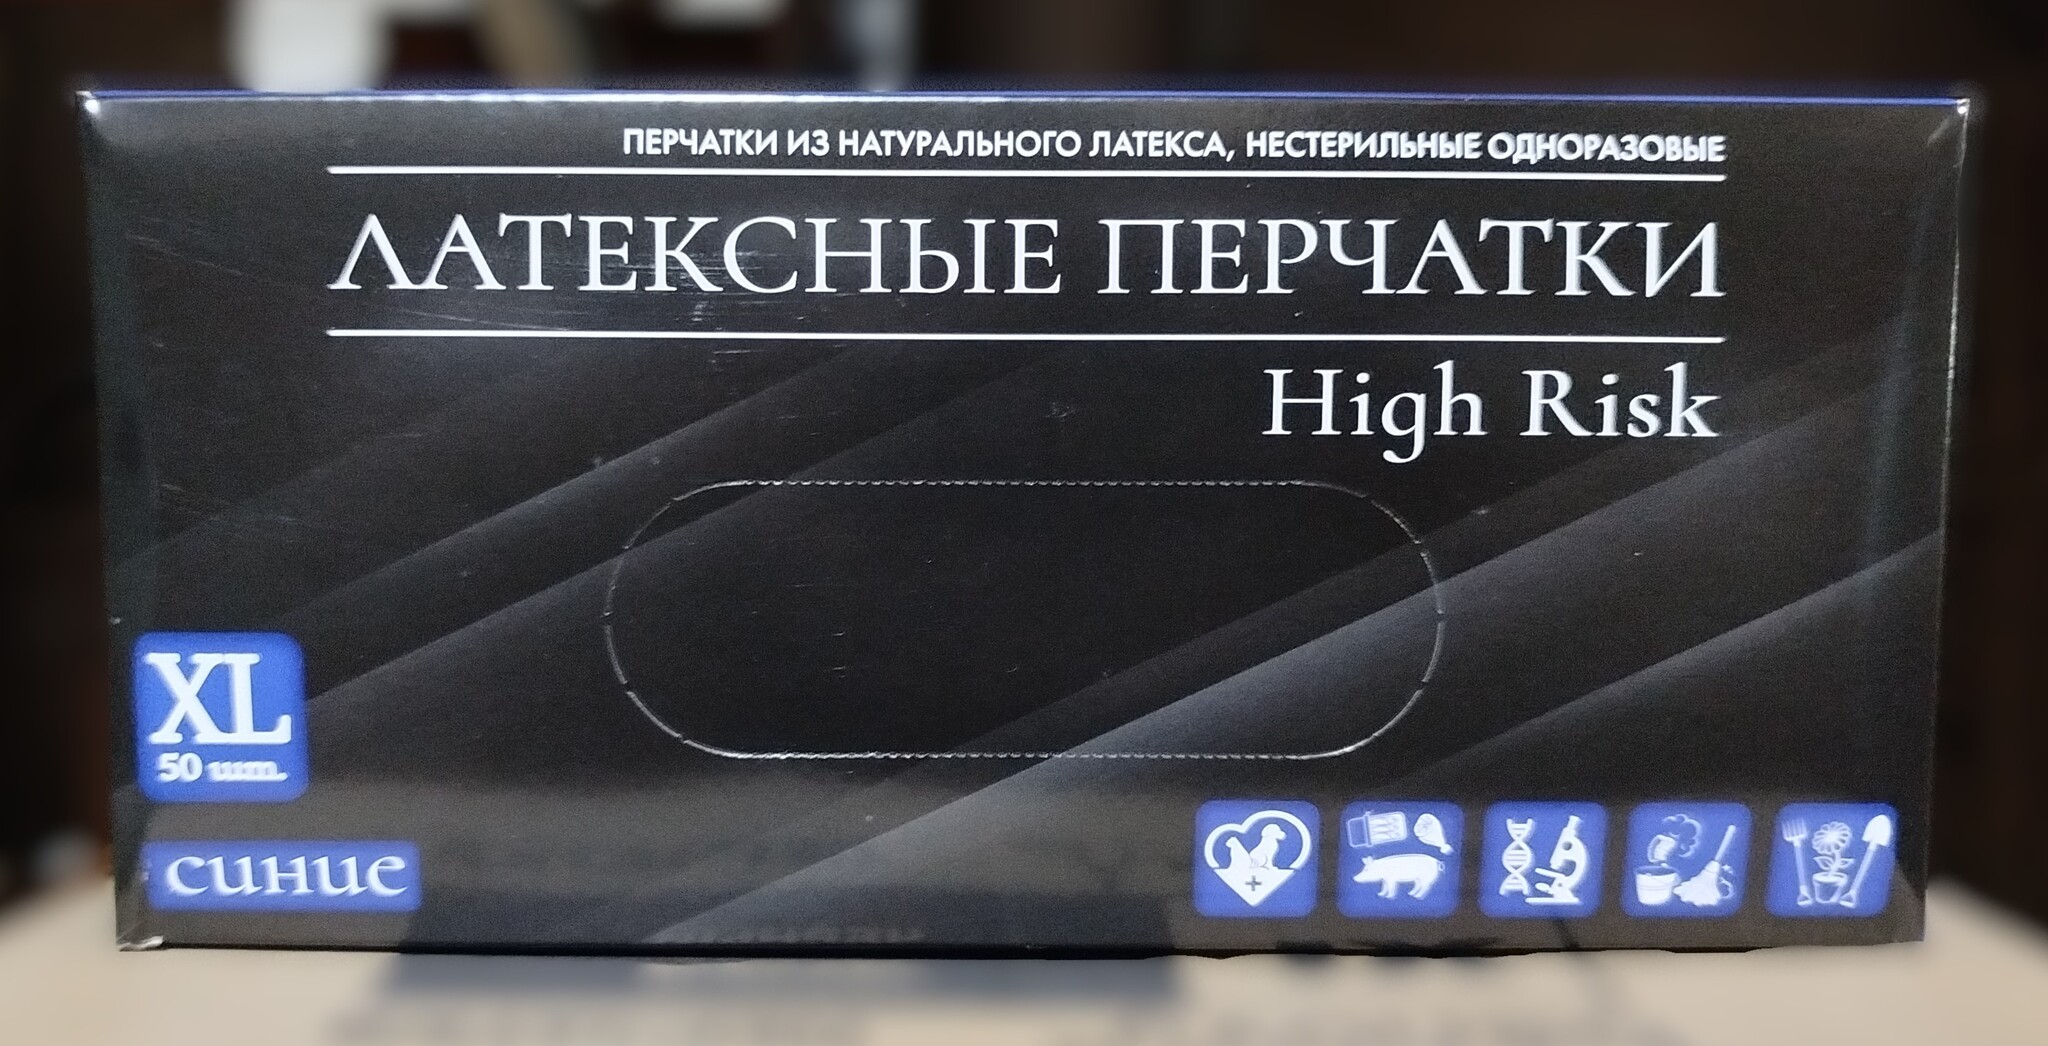 ПЕРЧАТКИ ИЗ НАТУРАЛЬНОГО ЛАТЕКСА, НЕСТЕРИЛЬНЫЕ ОДНОРАЗОВЫЕ
ЛАТЕКСНЫЕ ПЕРЧАТКИ
High Risk
XL
50 шт.
синие